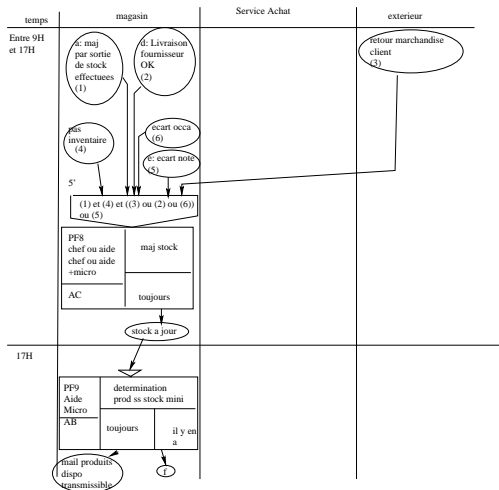 temps
magasin
Service Achat
exterieur
Entre 9H
et 17H
a: maj
par sortie
de stock
effectuees
(1)
d: Livraison
fournisseur
OK
(2)
retour marchandise
client
(3)
pas
inventaire
(4)
ecart occa
(6)
e: ecart note
(5)
5'
(1) et (4) et ((3) ou (2) ou (6))
ou (5)
PF8
chef ou aide
chef ou aide
+micro
maj stock
AC
toujours
stock a jour
17H
PF9
Aide
Micro
AB
determination
prod ss stock mini
toujours
il y en
a
mail produits
dispo
transmissible
f